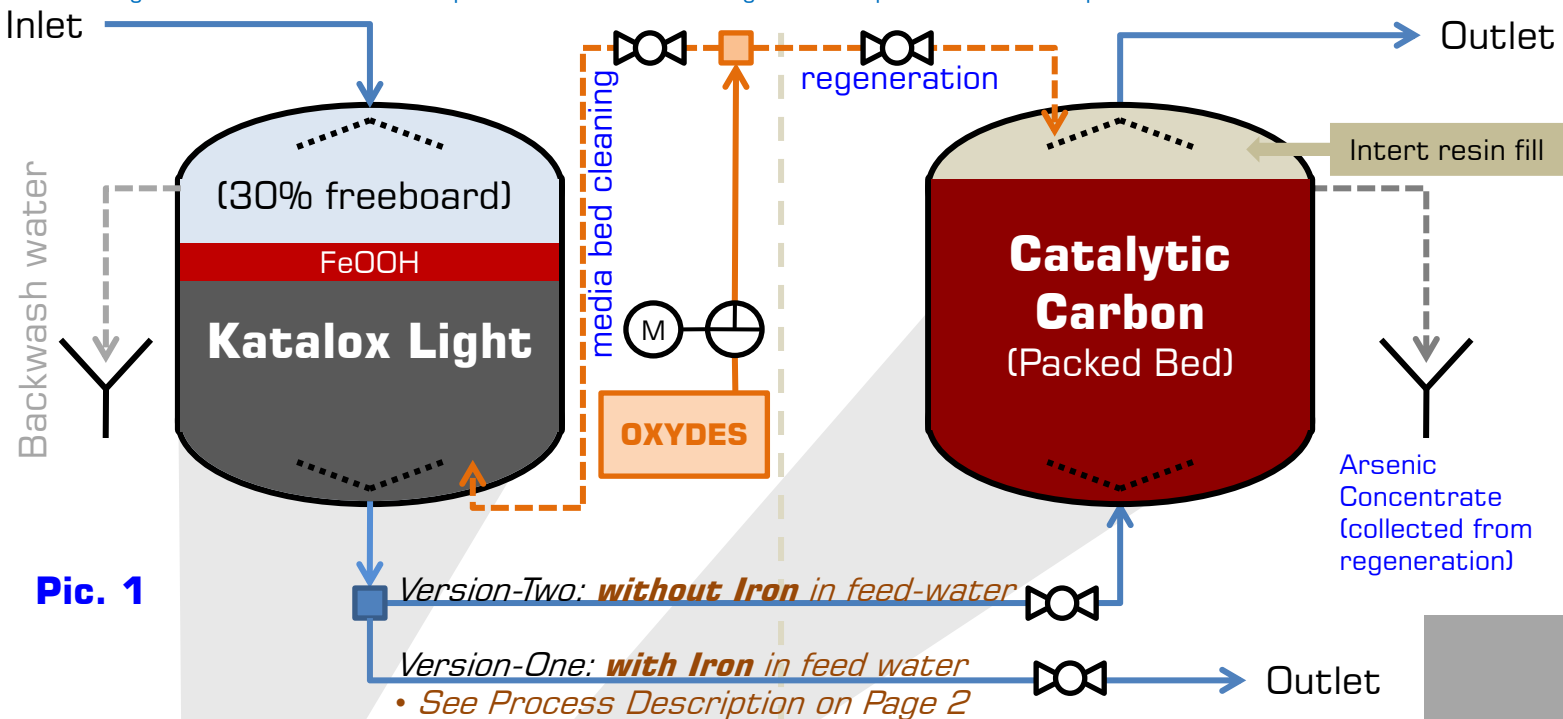 Inlet
Outlet
regeneration
media bed cleaning
Backwash water
(30% freeboard)
FeOOH
Katalox Light
M
OXYDES
Intert resin fill
Catalytic
Carbon
(Packed Bed)
Arsenic
Concentrate
(collected from
regeneration)
Pic. 1
Version-Two: without Iron in feed-water
Version-One: with Iron in feed water
• See Process Description on Page 2
Outlet